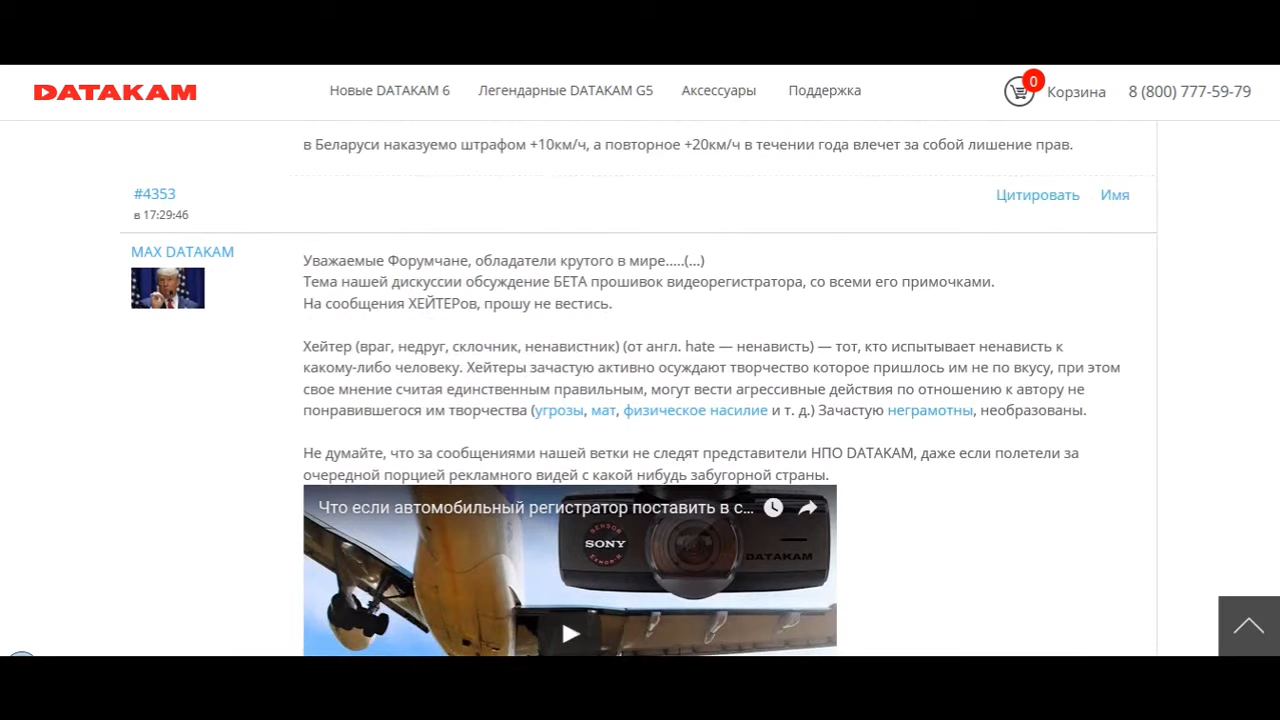 DATAKAM
Новые DATAKAM 6 Легендарные DATAKAM G5 Аксессуары Поддержка
0
Корзина 8 (800) 777-59-79
в Беларуси наказуемо штрафом +10км/ч, а повторное +20км/ч в течении года влечет за собой лишение прав.
#4353
в 17:29:46
Цитировать Имя
MAX DATAKAM
Уважаемые Форумчане, обладатели крутого в мире.....(...)
Тема нашей дискуссии обсуждение БЕТА прошивок видеорегистратора, со всеми его примочками.
На сообщения ХЕЙТЕРов, прошу не вестись.
Хейтер (враг, недруг, склочник, ненавистник) (от англ. hate — ненависть) — тот, кто испытывает ненависть к
какому-либо человеку. Хейтеры зачастую активно осуждают творчество которое пришлось им не по вкусу, при этом
свое мнение считая единственным правильным, могут вести агрессивные действия по отношению к автору не
понравившегося им творчества (угрозы, мат, физическое насилие и т. д.) Зачастую неграмотны, необразованы.
Не думайте, что за сообщениями нашей ветки не следят представители НПО DATAKAM, даже если полетели за
очередной порцией рекламного видей с какой нибудь забугорной страны.
Что если автомобильный регистратор поставить в с...
SENSOR
SONY
EXMOR-R
DATAKAM